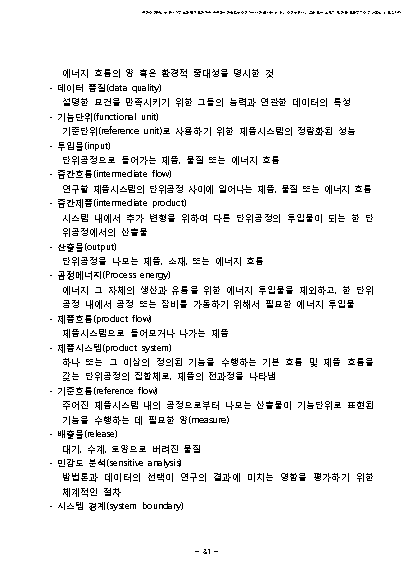 에너지 흐름의 양 혹은 환경적 중대성을 명시한 것
- 데이터 품질(data quality)
설명한 요건을 만족시키기 위한 그들의 능력과 연관한 데이터의 특성
- 기능단위(functional unit)
기준단위(reference unit)로 사용하기 위한 제품시스템의 정량화된 성능
- 투입물(input)
단위공정으로 들어가는 제품, 물질 또는 에너지 흐름
- 중간흐름(intermediate flow)
연구할 제품시스템의 단위공정 사이에 일어나는 제품, 물질 또는 에너지 흐름
- 중간제품(intermediate product)
시스템 내에서 추가 변형을 위하여 다른 단위공정의 투입물이 되는 한 단
위공정에서의 산출물
- 산출물(output)
단위공정을 나오는 제품, 소재, 또는 에너지 흐름
- 공정에너지(Process energy)
에너지 그 자체의 생산과 유통을 위한 에너지 투입물을 제외하고, 한 단위
공정 내에서 공정 또는 장비를 가동하기 위해서 필요한 에너지 투입물
- 제품흐름(product flow)
제품시스템으로 들어오거나 나가는 제품
- 제품시스템(product system)
하나 또는 그 이상의 정의된 기능을 수행하는 기본 흐름 및 제품 흐름을
갖는 단위공정의 집합체로, 제품의 전과정을 나타냄
- 기준흐름(reference flow)
주어진 제품시스템 내의 공정으로부터 나오는 산출물이 기능단위로 표현된
기능을 수행하는 데 필요한 양(measure)
- 배출물(release)
대기, 수계, 토양으로 버려진 물질
- 민감도 분석(sensitive analysis)
방법론과 데이터의 선택이 연구의 결과에 미치는 영향을 평가하기 위한
체계적인 절차
- 시스템 경계(system boundary)
- 41 -